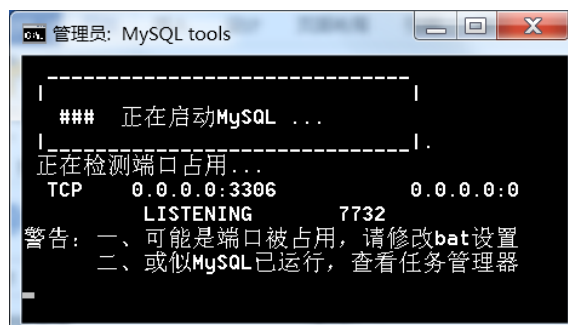 管理员: MySQL tools
### 正在启动MySQL ...
正在检测端口占用...
TCP 0.0.0.0:3306 0.0.0.0:0
LISTENING 7732
警告: 一、可能是端口被占用, 请修改bat设置
二、或似MySQL已运行, 查看任务管理器